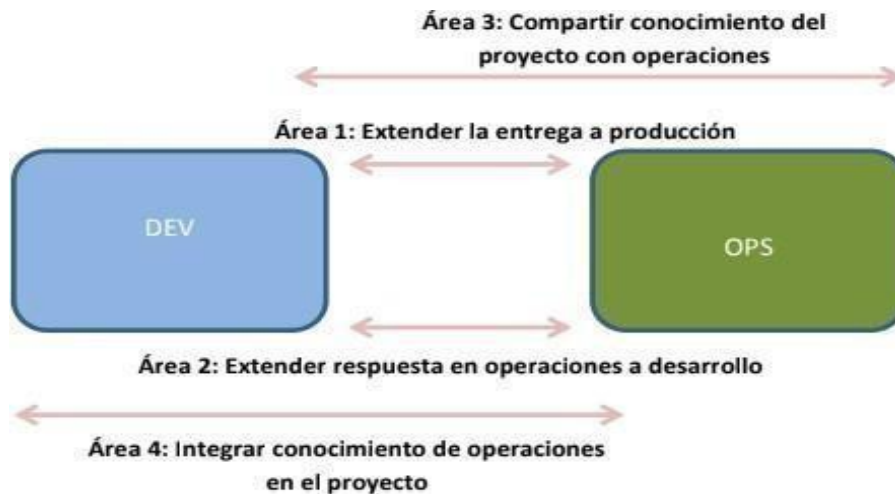 Área 3: Compartir conocimiento del
proyecto con operaciones
Área 1: Extender la entrega a producción
DEV
OPS
Área 2: Extender respuesta en operaciones a desarrollo
Área 4: Integrar conocimiento de operaciones
en el proyecto